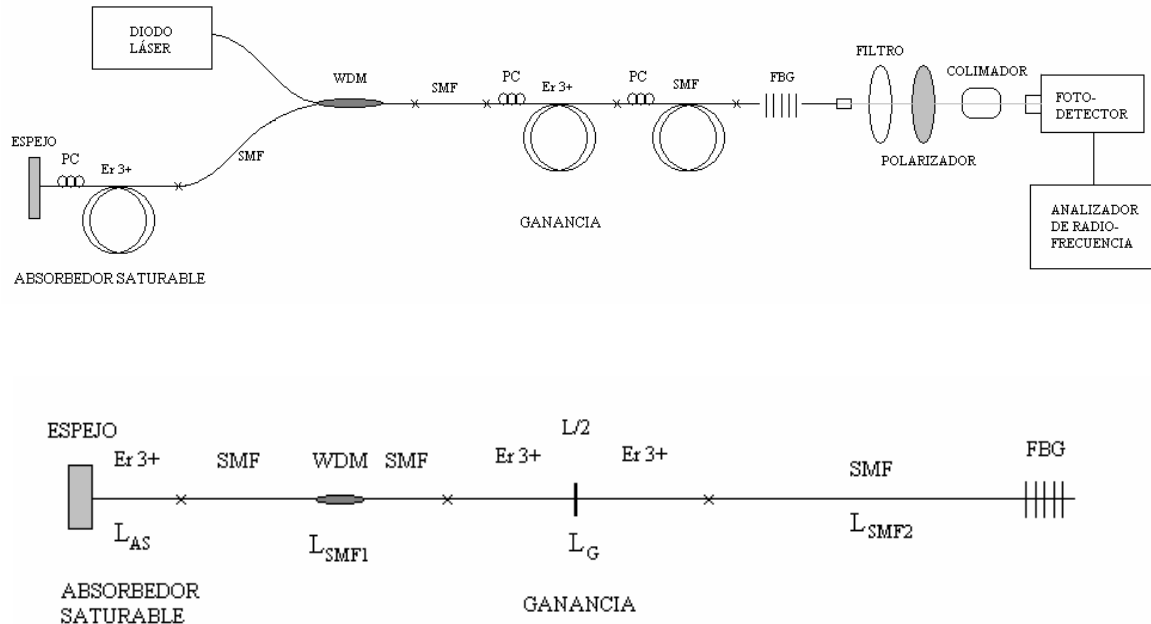 DIODO
LÁSER
WDM
SMF
PC
Er 3+
PC
SMF
FBG
FILTRO
COLIMADOR
FOTO-
DETECTOR
POLARIZADOR
ESPEJO
PC
Er 3+
SMF
GANANCIA
ABSORBEDOR SATURABLE
ANALIZADOR
DE RADIO-
FRECUENCIA
ESPEJO
Er 3+
SMF
WDM
SMF
Er 3+
L/2
Er 3+
SMF
FBG
L_AS
L_SMF1
L_G
L_SMF2
ABSORBEDOR
SATURABLE
GANANCIA